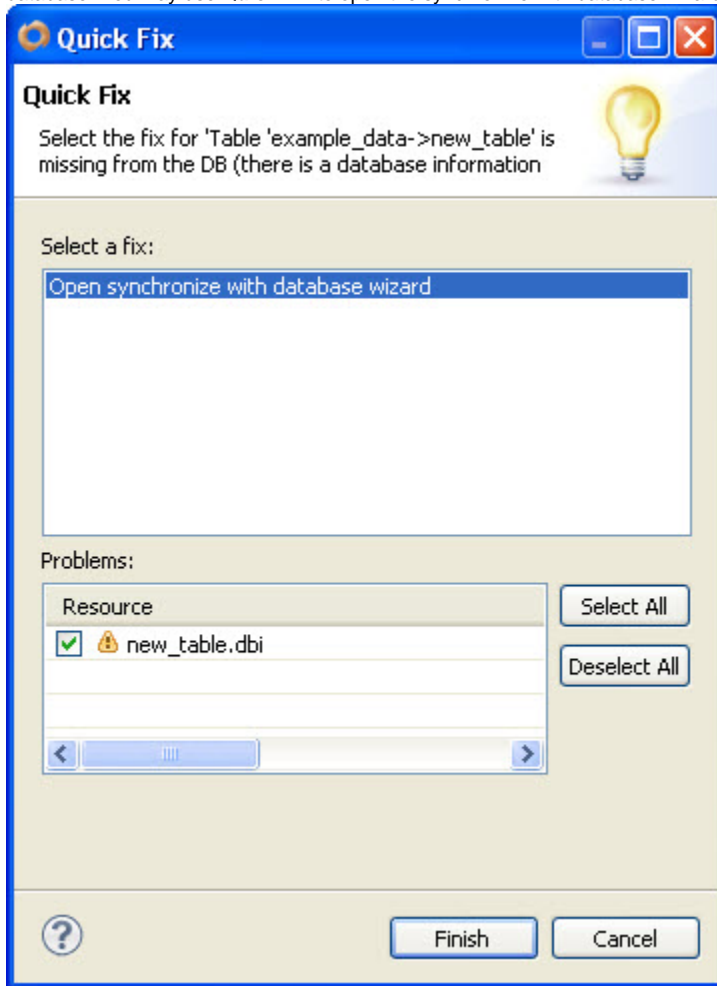 Quick Fix
Quick Fix
Select the fix for 'Table 'example_data->new_table' is
missing from the DB (there is a database information
Select a fix:
Open synchronize with database wizard
Problems:
Resource
Select All
new_table.dbi
Deselect All
?
Finish
Cancel